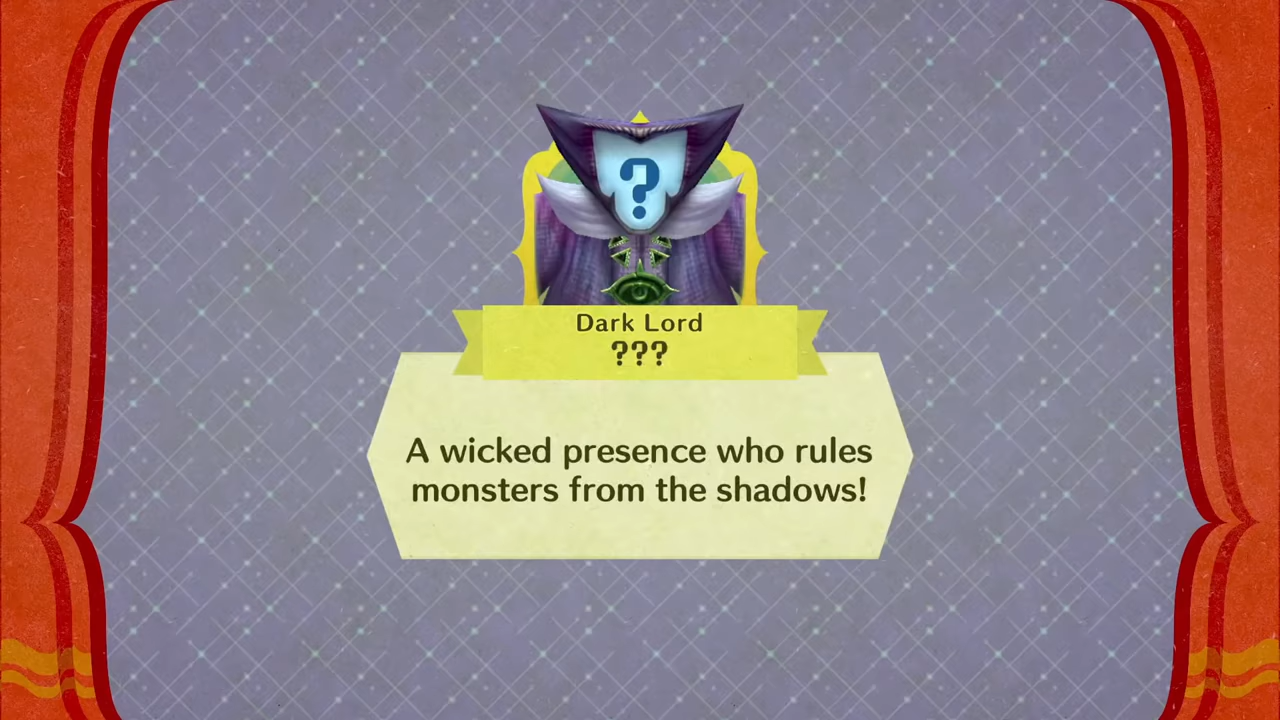 ?
Dark Lord
???
A wicked presence who rules
monsters from the shadows!